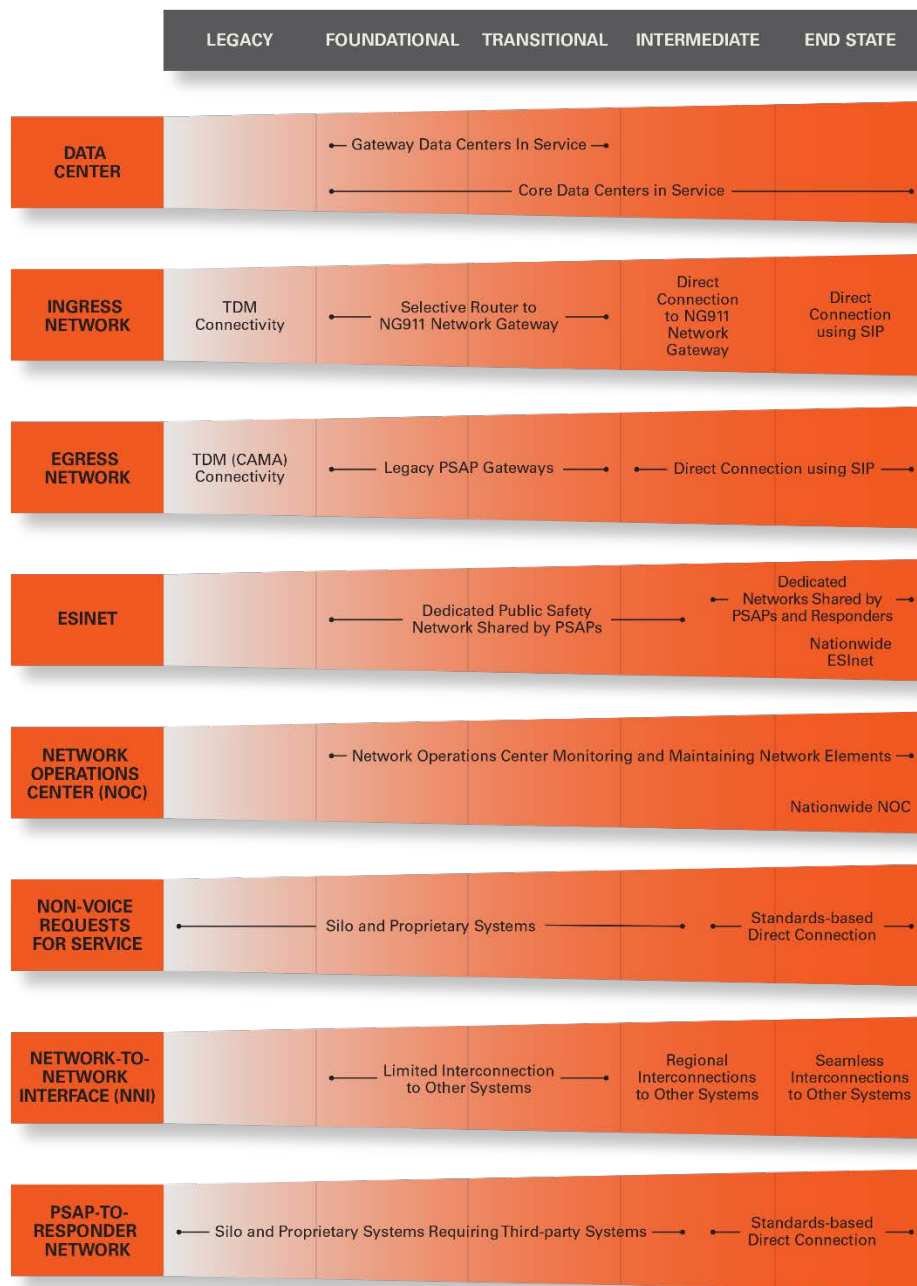 LEGACY FOUNDATIONAL TRANSITIONAL INTERMEDIATE END STATE
DATA
CENTER
Gateway Data Centers In Service
Core Data Centers in Service
INGRESS
NETWORK
TDM
Connectivity
Selective Router to
NG911 Network Gateway
Direct
Connection
to NG911
Network
Gateway
Direct
Connection
using SIP
EGRESS
NETWORK
TDM (CAMA)
Connectivity
Legacy PSAP Gateways
Direct Connection using SIP
ESINET
Dedicated Public Safety
Network Shared by PSAPs
Dedicated
Networks Shared by
PSAPs and Responders
Nationwide
ESInet
NETWORK
OPERATIONS
CENTER (NOC)
Network Operations Center Monitoring and Maintaining Network Elements
Nationwide NOC
NON-VOICE
REQUESTS
FOR SERVICE
Silo and Proprietary Systems
Standards-based
Direct Connection
NETWORK-TO-
NETWORK
INTERFACE (NNI)
Limited Interconnection
to Other Systems
Regional
Interconnections
to Other Systems
Seamless
Interconnections
to Other Systems
PSAP-TO-
RESPONDER
NETWORK
Silo and Proprietary Systems Requiring Third-party Systems
Standards-based
Direct Connection